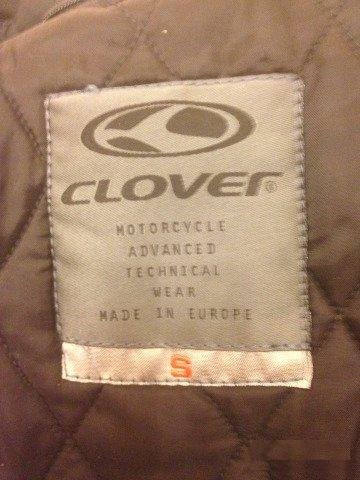 CLOVER®
MOTORCYCLE
ADVANCED
TECHNICAL
WEAR
MADE IN EUROPE
S